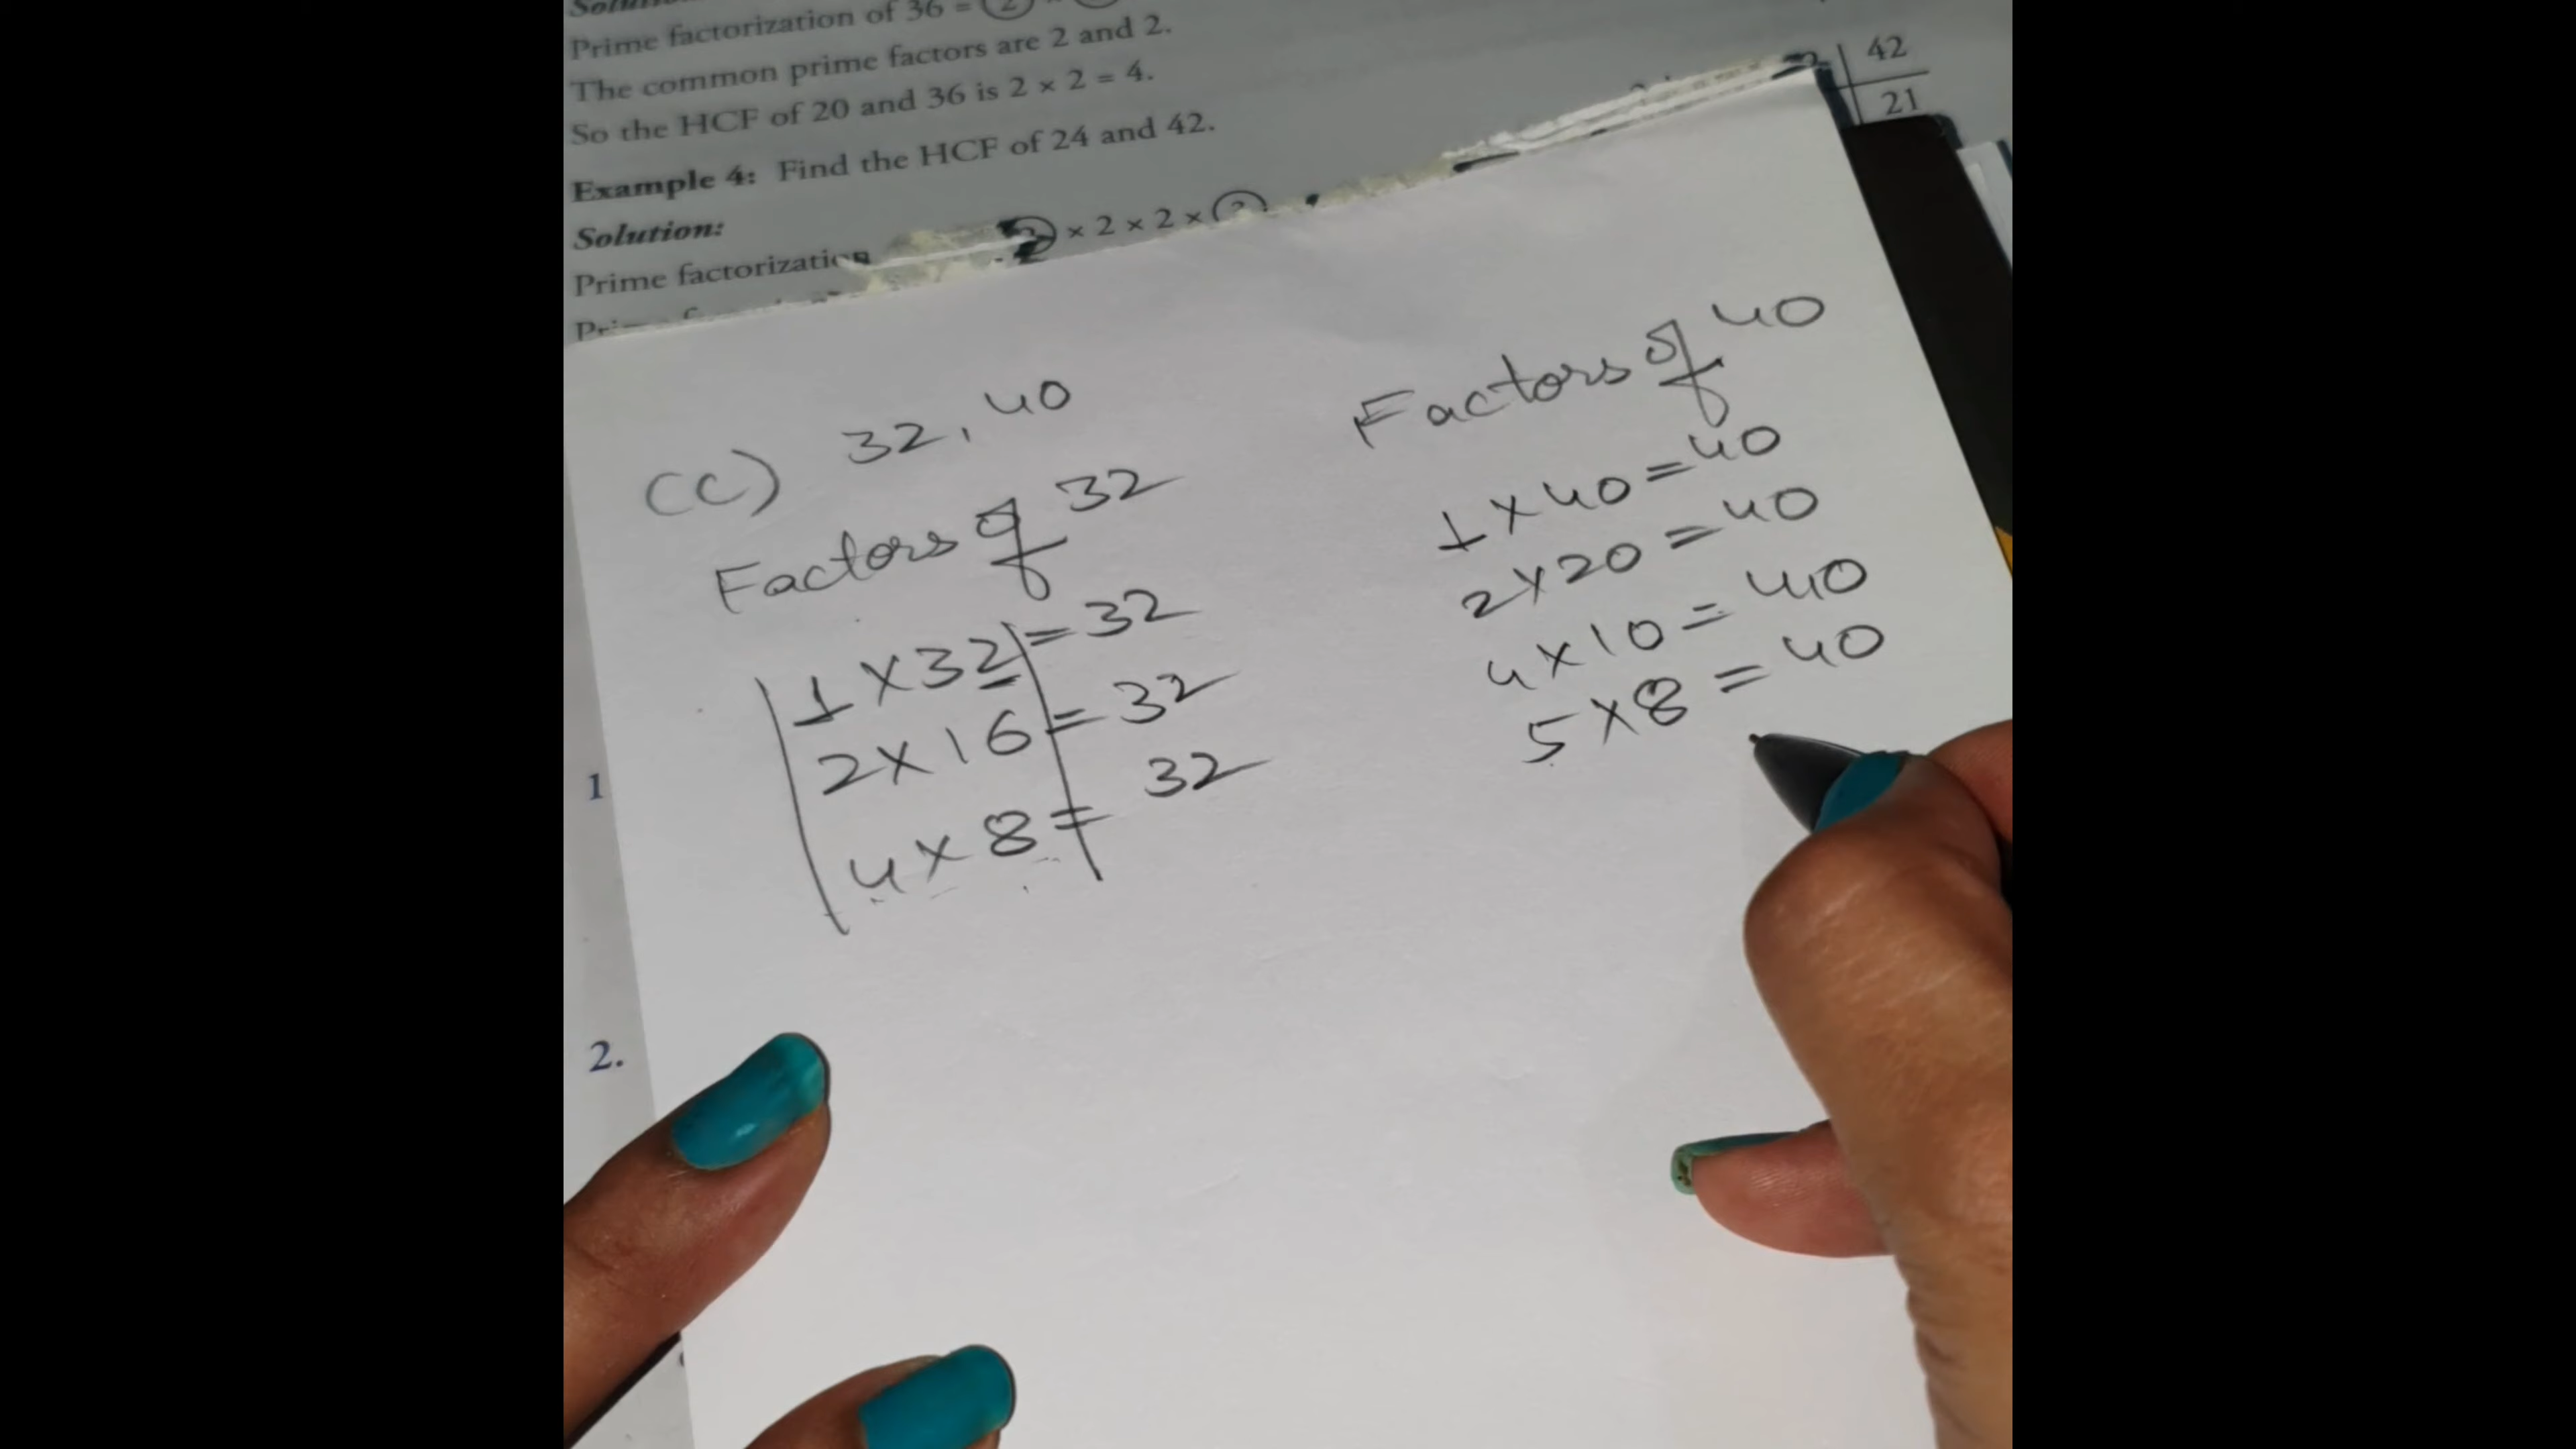 Prime factorization of 36 = 2
The common prime factors are 2 and 2.
So the HCF of 20 and 36 is 2 × 2 = 4.
Example 4: Find the HCF of 24 and 42.
Solution:
Prime factorization × 2 × 2 ×
42
21
(C) 32, 40
Factors of 32
1 × 32 = 32
2 × 16 = 32
4 × 8 = 32
Factors of 40
1 × 40 = 40
2 × 20 = 40
4 × 10 = 40
5 × 8 = 40
1
2.